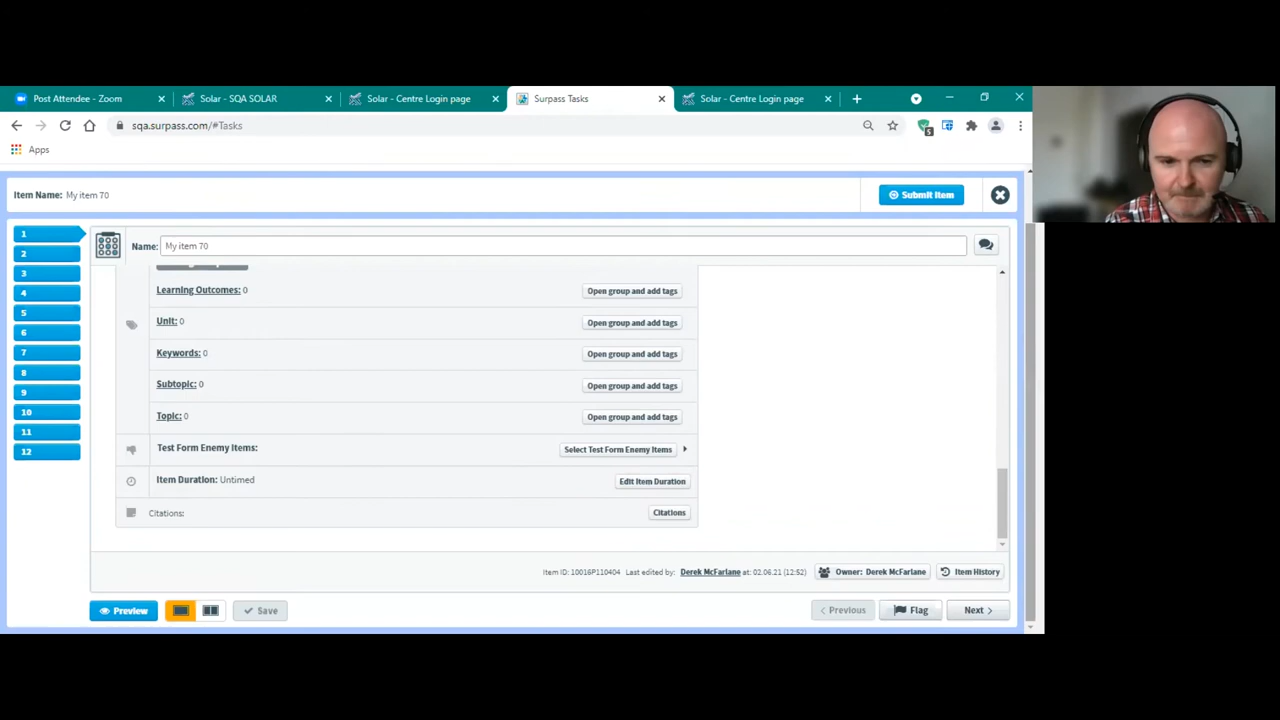 Post Attendee - Zoom
Solar - SQA SOLAR
Solar - Centre Login page
Surpass Tasks
Solar - Centre Login page
sqa.surpass.com/#Tasks
5
Apps
Item Name: My item 70
Submit Item
1
2
3
4
5
6
7
8
9
10
11
12
Name: My item 70
Learning Outcomes: 0 Open group and add tags
Unit: 0 Open group and add tags
Keywords: 0 Open group and add tags
Subtopic: 0 Open group and add tags
Topic: 0 Open group and add tags
Test Form Enemy Items: Select Test Form Enemy Items
Item Duration: Untimed Edit Item Duration
Citations: Citations
Item ID: 10016P110404 Last edited by: Derek McFarlane at: 02.06.21 (12:52) Owner: Derek McFarlane Item History
Preview Save < Previous Flag Next >